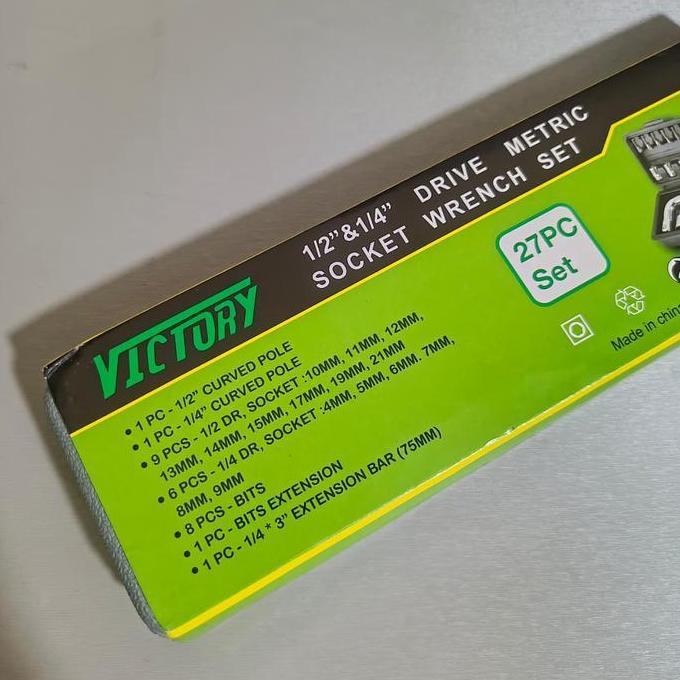 1/2”&1/4” DRIVE METRIC
SOCKET WRENCH SET
VICTORY
27PC
Set
• 1 PC - 1/2" CURVED POLE
• 1 PC - 1/4" CURVED POLE
• 9 PCS - 1/2 DR, SOCKET :10MM, 11MM, 12MM,
13MM, 14MM, 15MM, 17MM, 19MM, 21MM
• 6 PCS - 1/4 DR, SOCKET :4MM, 5MM, 6MM, 7MM,
8MM, 9MM
• 8 PCS - BITS
• 1 PC - BITS EXTENSION
• 1 PC - 1/4 * 3" EXTENSION BAR (75MM)
Made in china